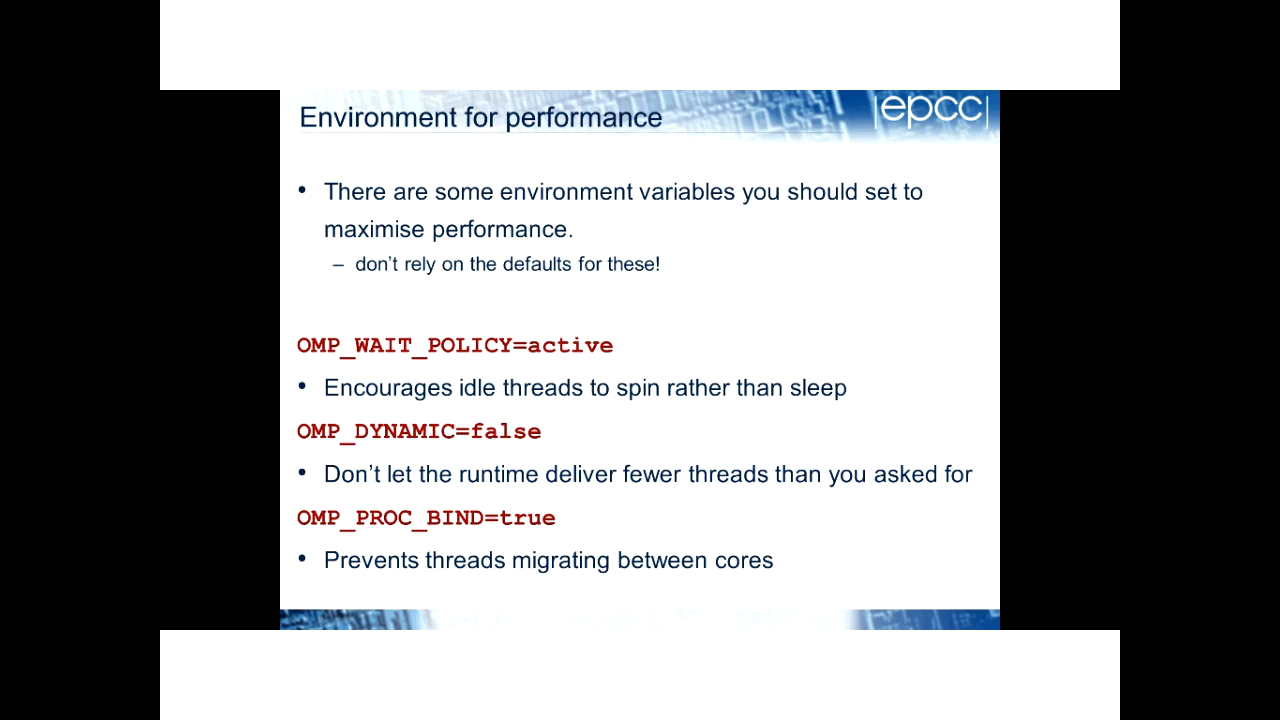 Environment for performance
|epcc|
• There are some environment variables you should set to
maximise performance.
– don’t rely on the defaults for these!
OMP_WAIT_POLICY=active
• Encourages idle threads to spin rather than sleep
OMP_DYNAMIC=false
• Don’t let the runtime deliver fewer threads than you asked for
OMP_PROC_BIND=true
• Prevents threads migrating between cores